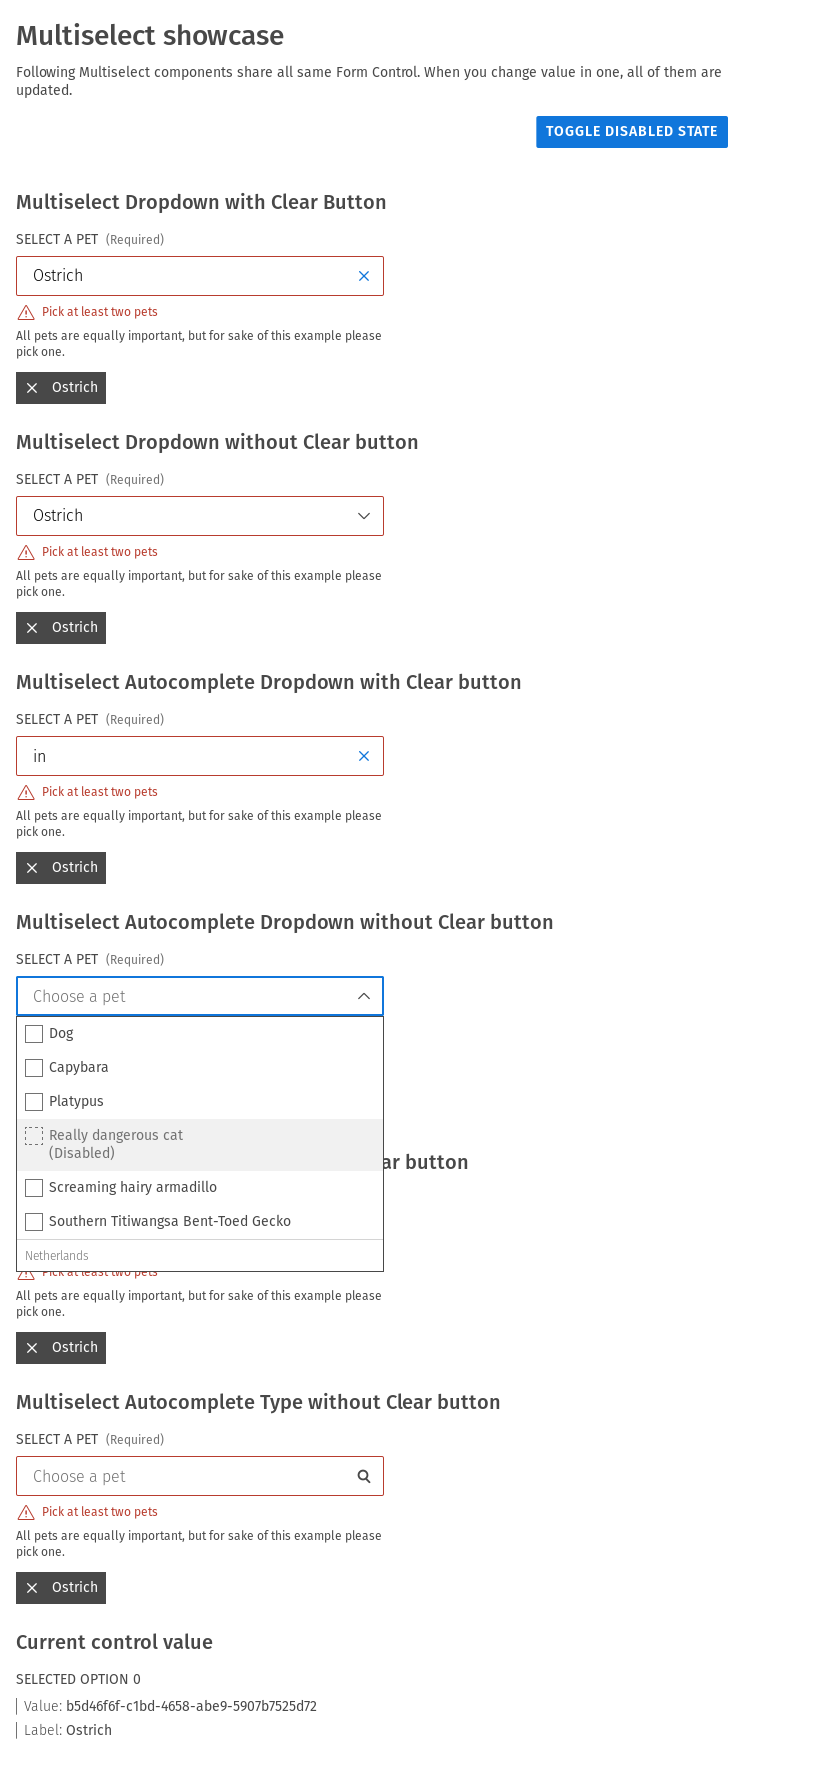 Multiselect showcase
Following Multiselect components share all same Form Control. When you change value in one, all of them are
updated.
TOGGLE DISABLED STATE
Multiselect Dropdown with Clear Button
SELECT A PET (Required)
Ostrich
Pick at least two pets
All pets are equally important, but for sake of this example please
pick one.
Ostrich
Multiselect Dropdown without Clear button
SELECT A PET (Required)
Ostrich
Pick at least two pets
All pets are equally important, but for sake of this example please
pick one.
Ostrich
Multiselect Autocomplete Dropdown with Clear button
SELECT A PET (Required)
in
Pick at least two pets
All pets are equally important, but for sake of this example please
pick one.
Ostrich
Multiselect Autocomplete Dropdown without Clear button
SELECT A PET (Required)
Choose a pet
Dog
Capybara
Platypus
Really dangerous cat
(Disabled)
ar button
Screaming hairy armadillo
Southern Titiwangsa Bent-Toed Gecko
Netherlands
Pick at least two pets
All pets are equally important, but for sake of this example please
pick one.
Ostrich
Multiselect Autocomplete Type without Clear button
SELECT A PET (Required)
Choose a pet
Pick at least two pets
All pets are equally important, but for sake of this example please
pick one.
Ostrich
Current control value
SELECTED OPTION 0
Value: b5d46f6f-c1bd-4658-abe9-5907b7525d72
Label: Ostrich